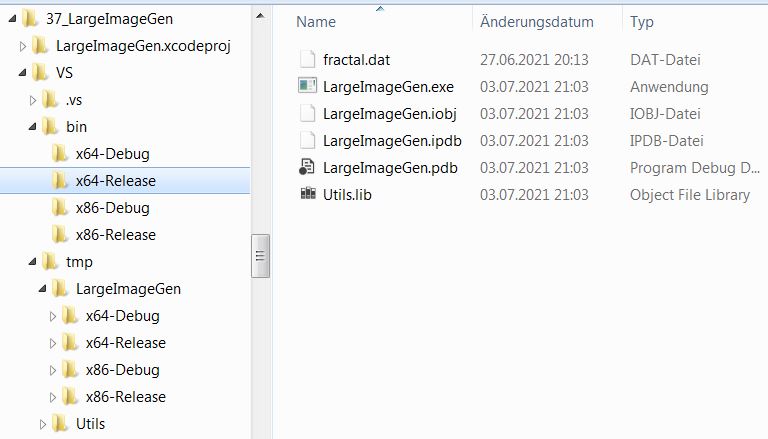 37_LargeImageGen
LargeImageGen.xcodeproj
VS
.vs
bin
x64-Debug
x64-Release
x86-Debug
x86-Release
tmp
LargeImageGen
x64-Debug
x64-Release
x86-Debug
x86-Release
Utils
Name Änderungsdatum Typ
fractal.dat 27.06.2021 20:13 DAT-Datei
LargeImageGen.exe 03.07.2021 21:03 Anwendung
LargeImageGen.iobj 03.07.2021 21:03 IOBJ-Datei
LargeImageGen.ipdb 03.07.2021 21:03 IPDB-Datei
LargeImageGen.pdb 03.07.2021 21:03 Program Debug D...
Utils.lib 03.07.2021 21:03 Object File Library